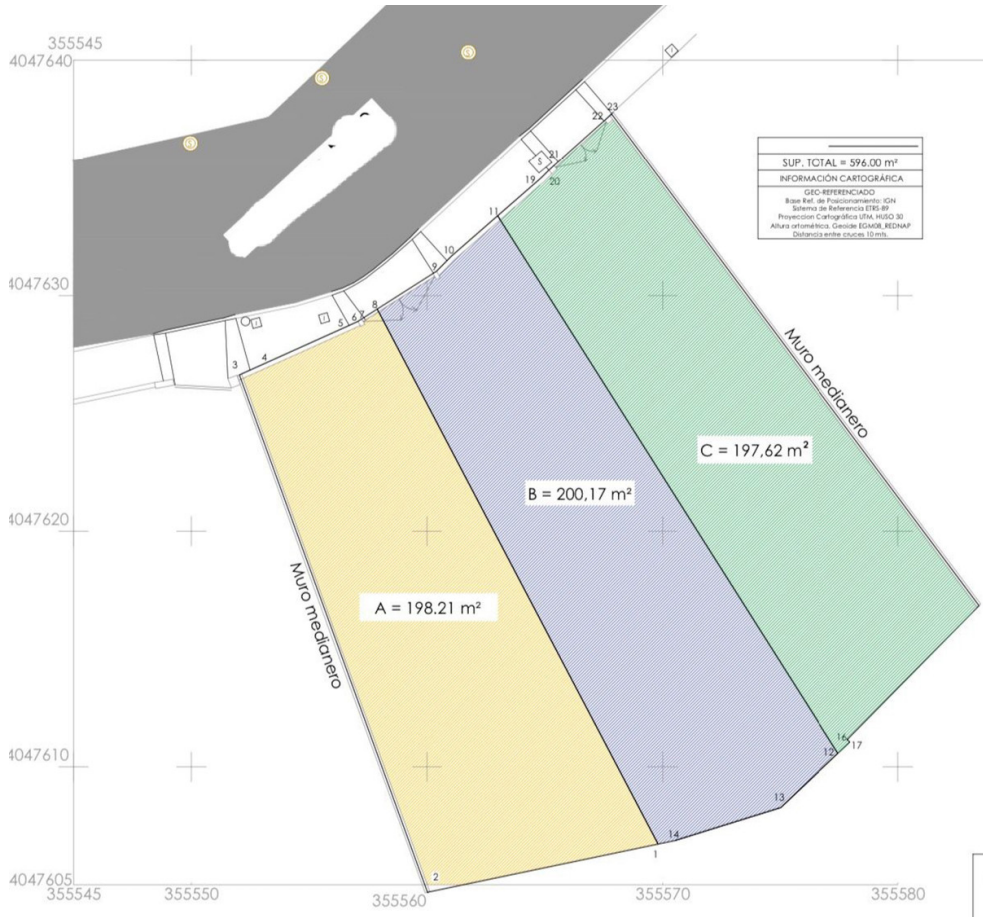 355545
4047640
S
S
S
I
23
22
21
S
20
19
11
SUP. TOTAL = 596,00 m²
INFORMACIÓN CARTOGRÁFICA
GEO-REFERENCIADO
Base Ref. de Posicionamiento: IGN
Sistema de Referencia ETRS-89
Proyeccion Cartográfica UTM, HUSO 30
Altura ortométrica. Geoide EGM08_REDNAP
Distancia entre cruces 10 mts.
10
9
4047630
8
7
6
5
4
3
Muro medianero
C = 197,62 m²
B = 200,17 m²
4047620
Muro medianero
A = 198.21 m²
16
17
12
4047610
13
14
1
2
4047605
355545
355550
355560
355570
355580